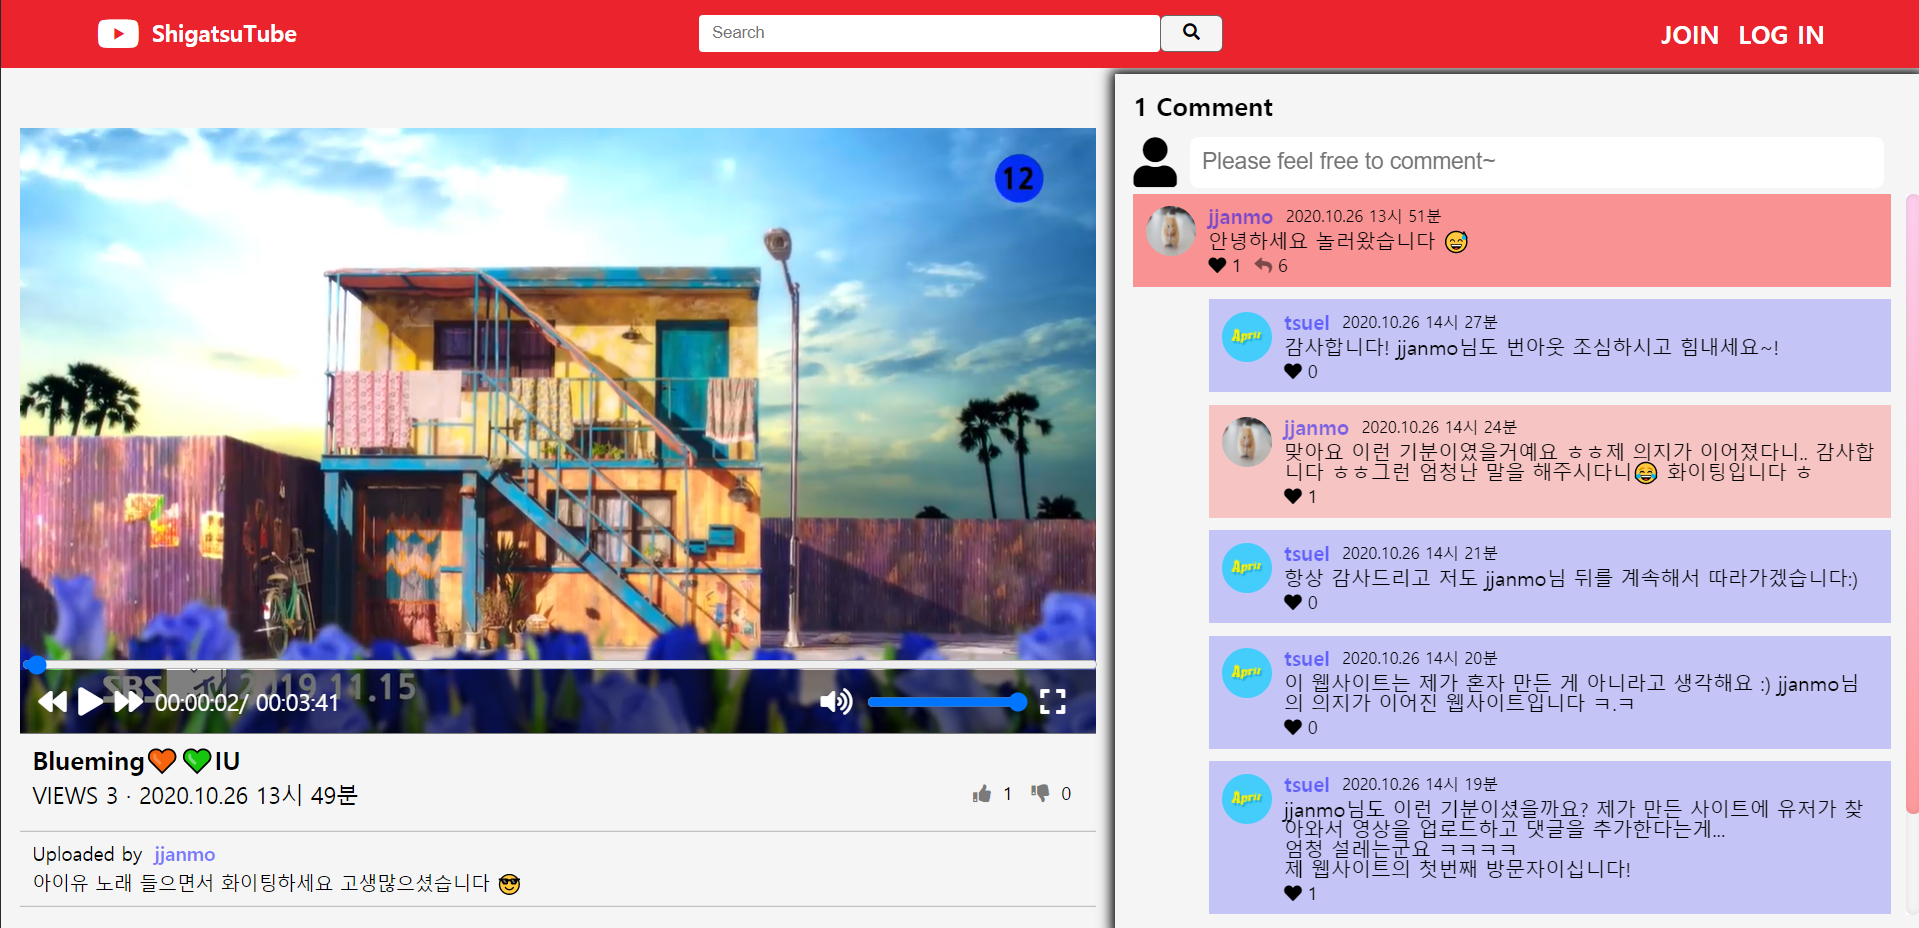 ShigatsuTube
Search
JOIN LOG IN
12
SBS 2019.11.15
00:00:02/ 00:03:41
Blueming🧡💚IU
VIEWS 3 · 2020.10.26 13시 49분
1
0
Uploaded by jjanmo
아이유 노래 들으면서 화이팅하세요 고생많으셨습니다 😎
1 Comment
Please feel free to comment~
jjanmo 2020.10.26 13시 51분
안녕하세요 놀러왔습니다 😅
1 6
April
tsuel 2020.10.26 14시 27분
감사합니다! jjanmo님도 번아웃 조심하시고 힘내세요~!
0
jjanmo 2020.10.26 14시 24분
맞아요 이런 기분이였을거예요 ㅎㅎ제 의지가 이어졌다니.. 감사합
니다 ㅎㅎ그런 엄청난 말을 해주시다니😂 화이팅입니다 ㅎ
1
April
tsuel 2020.10.26 14시 21분
항상 감사드리고 저도 jjanmo님 뒤를 계속해서 따라가겠습니다:)
0
April
tsuel 2020.10.26 14시 20분
이 웹사이트는 제가 혼자 만든 게 아니라고 생각해요 :) jjanmo님
의 의지가 이어진 웹사이트입니다 ㅋ.ㅋ
0
April
tsuel 2020.10.26 14시 19분
jjanmo님도 이런 기분이셨을까요? 제가 만든 사이트에 유저가 찾
아와서 영상을 업로드하고 댓글을 추가한다는게...
엄청 설레는군요 ㅋㅋㅋㅋ
제 웹사이트의 첫번째 방문자이십니다!
1